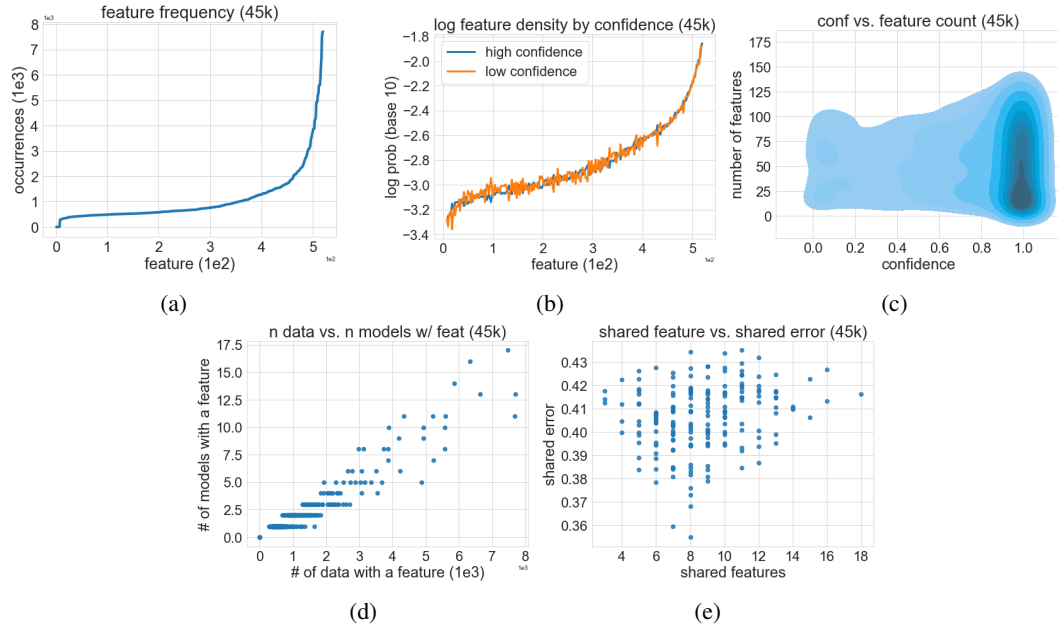 feature frequency (45k)
1e3
8
7
6
5
4
3
2
1
0
occurrences (1e3)
0 1 2 3 4 5
1e2
feature (1e2)
(a)
log feature density by confidence (45k)
high confidence
low confidence
−1.8
−2.0
−2.2
−2.4
−2.6
−2.8
−3.0
−3.2
−3.4
log prob (base 10)
0 1 2 3 4 5
1e2
feature (1e2)
(b)
conf vs. feature count (45k)
175
150
125
100
75
50
25
0
number of features
0.0 0.2 0.4 0.6 0.8 1.0
confidence
(c)
n data vs. n models w/ feat (45k)
17.5
15.0
12.5
10.0
7.5
5.0
2.5
0.0
# of models with a feature
0 1 2 3 4 5 6 7 8
1e3
# of data with a feature (1e3)
(d)
shared feature vs. shared error (45k)
0.43
0.42
0.41
0.40
0.39
0.38
0.37
0.36
shared error
4 6 8 10 12 14 16 18
shared features
(e)